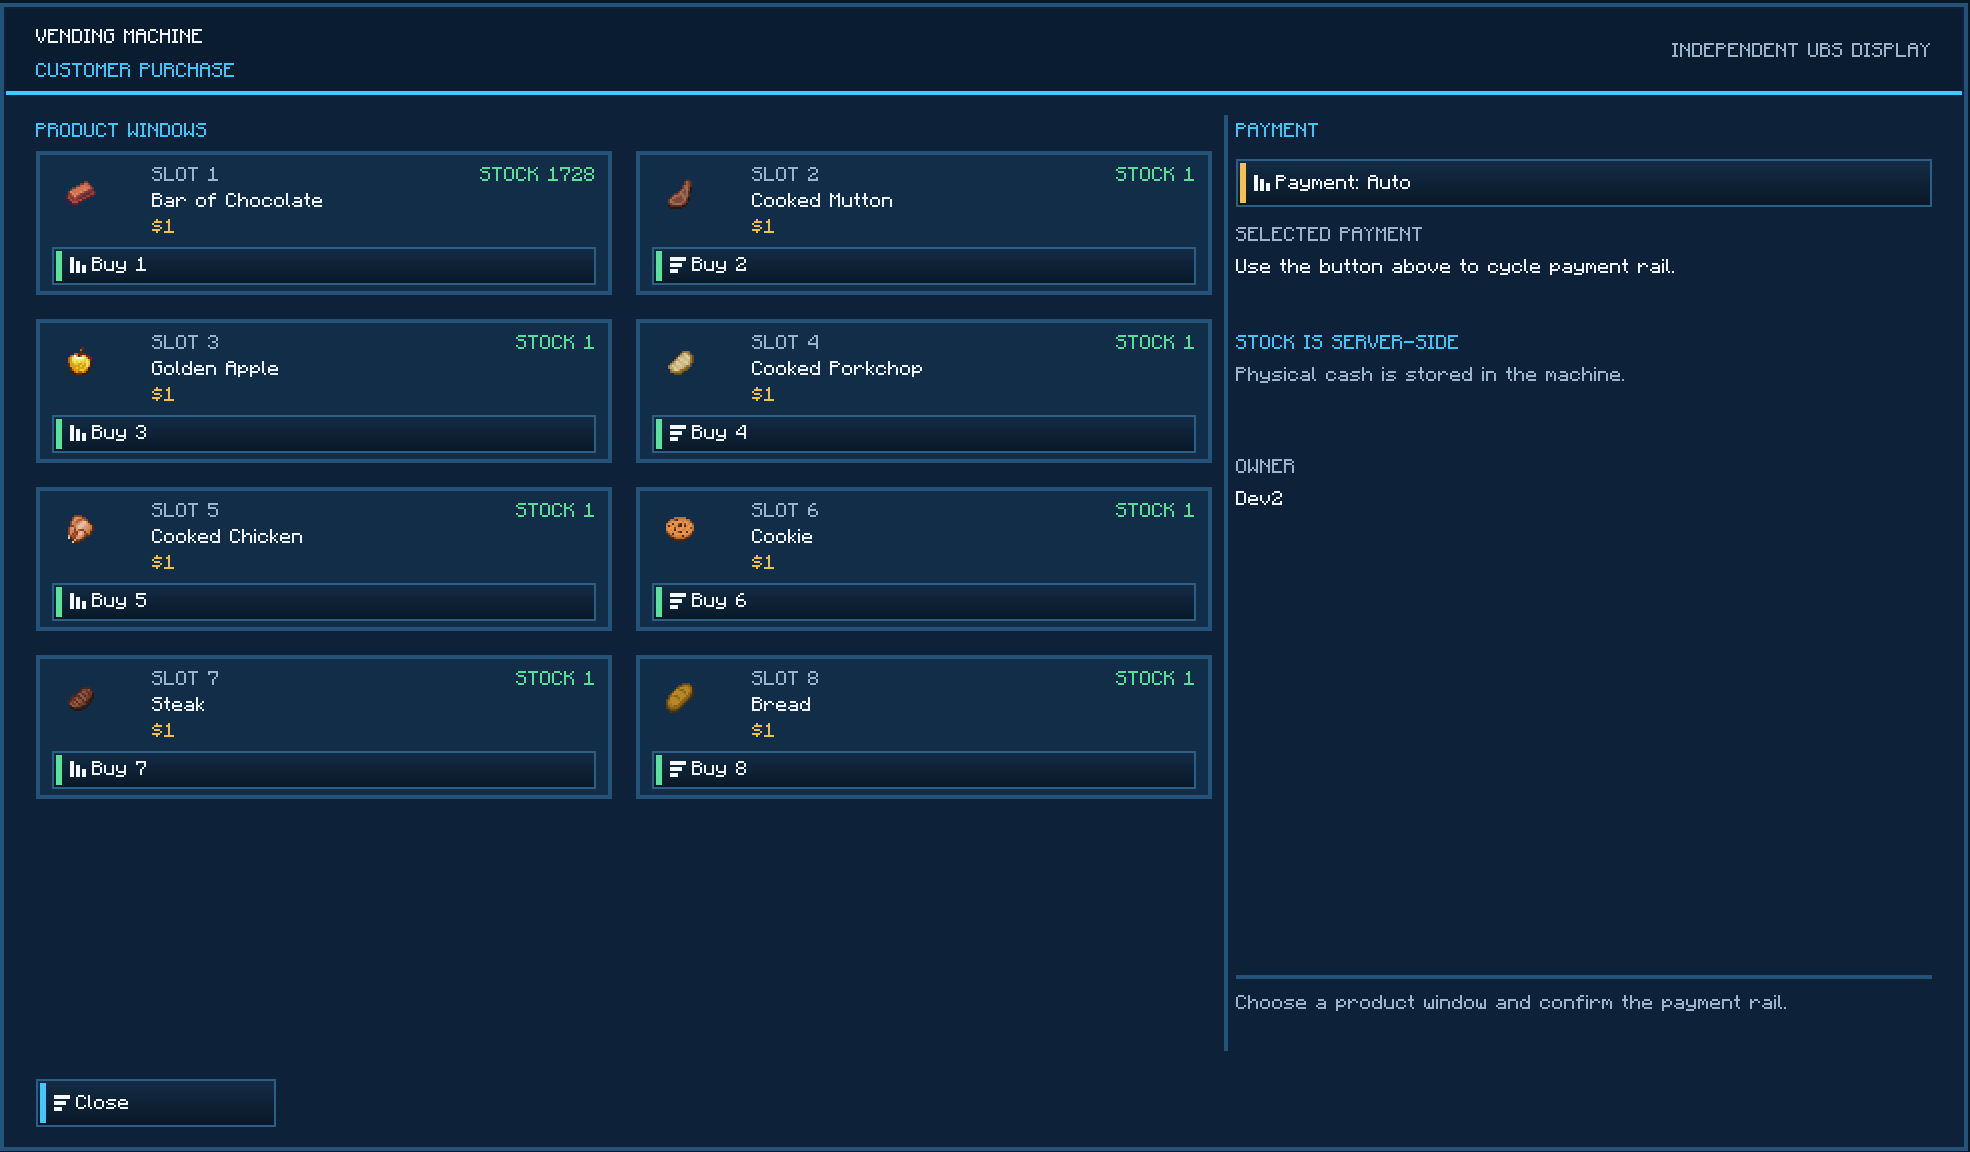 VENDING MACHINE
CUSTOMER PURCHASE
INDEPENDENT UBS DISPLAY
PRODUCT WINDOWS
SLOT 1
STOCK 1728
Bar of Chocolate
$1
Buy 1
SLOT 2
STOCK 1
Cooked Mutton
$1
Buy 2
SLOT 3
STOCK 1
Golden Apple
$1
Buy 3
SLOT 4
STOCK 1
Cooked Porkchop
$1
Buy 4
SLOT 5
STOCK 1
Cooked Chicken
$1
Buy 5
SLOT 6
STOCK 1
Cookie
$1
Buy 6
SLOT 7
STOCK 1
Steak
$1
Buy 7
SLOT 8
STOCK 1
Bread
$1
Buy 8
PAYMENT
Payment: Auto
SELECTED PAYMENT
Use the button above to cycle payment rail.
STOCK IS SERVER-SIDE
Physical cash is stored in the machine.
OWNER
Dev2
Choose a product window and confirm the payment rail.
Close